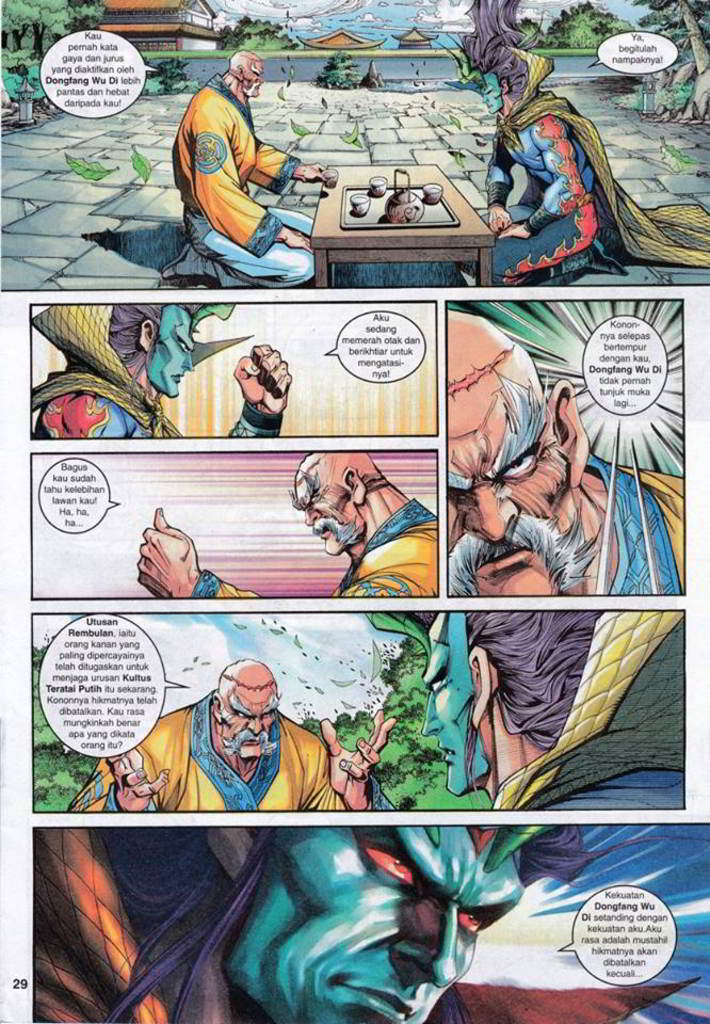 Kau
pernah kata
gaya dan jurus
yang diaktifkan oleh
Dongfang Wu Di lebih
pantas dan hebat
daripada kau!
Ya,
begitulah
nampaknya!
Aku
sedang
memerah otak dan
berikhtiar untuk
mengatasi-
nya!
Konon-
nya selepas
bertempur
dengan kau,
Dongfang Wu Di
tidak pernah
tunjuk muka
lagi...
Bagus
kau sudah
tahu kelebihan
kau!
Ha, ha,
ha...
Utusan
Rembulan, iaitu
orang kanan yang
paling dipercayainya
telah ditugaskan untuk
menjaga urusan Kultus
Teratai Putih itu sekarang.
Kononnya hikmatnya telah
dibatalkan. Kau rasa
mungkinkah benar
apa yang dikata
orang itu?
Kekuatan
Dongfang Wu
Di setanding dengan
kekuatan aku.Aku
rasa adalah mustahil
hikmatnya akan
dibatalkan
kecuali...
29